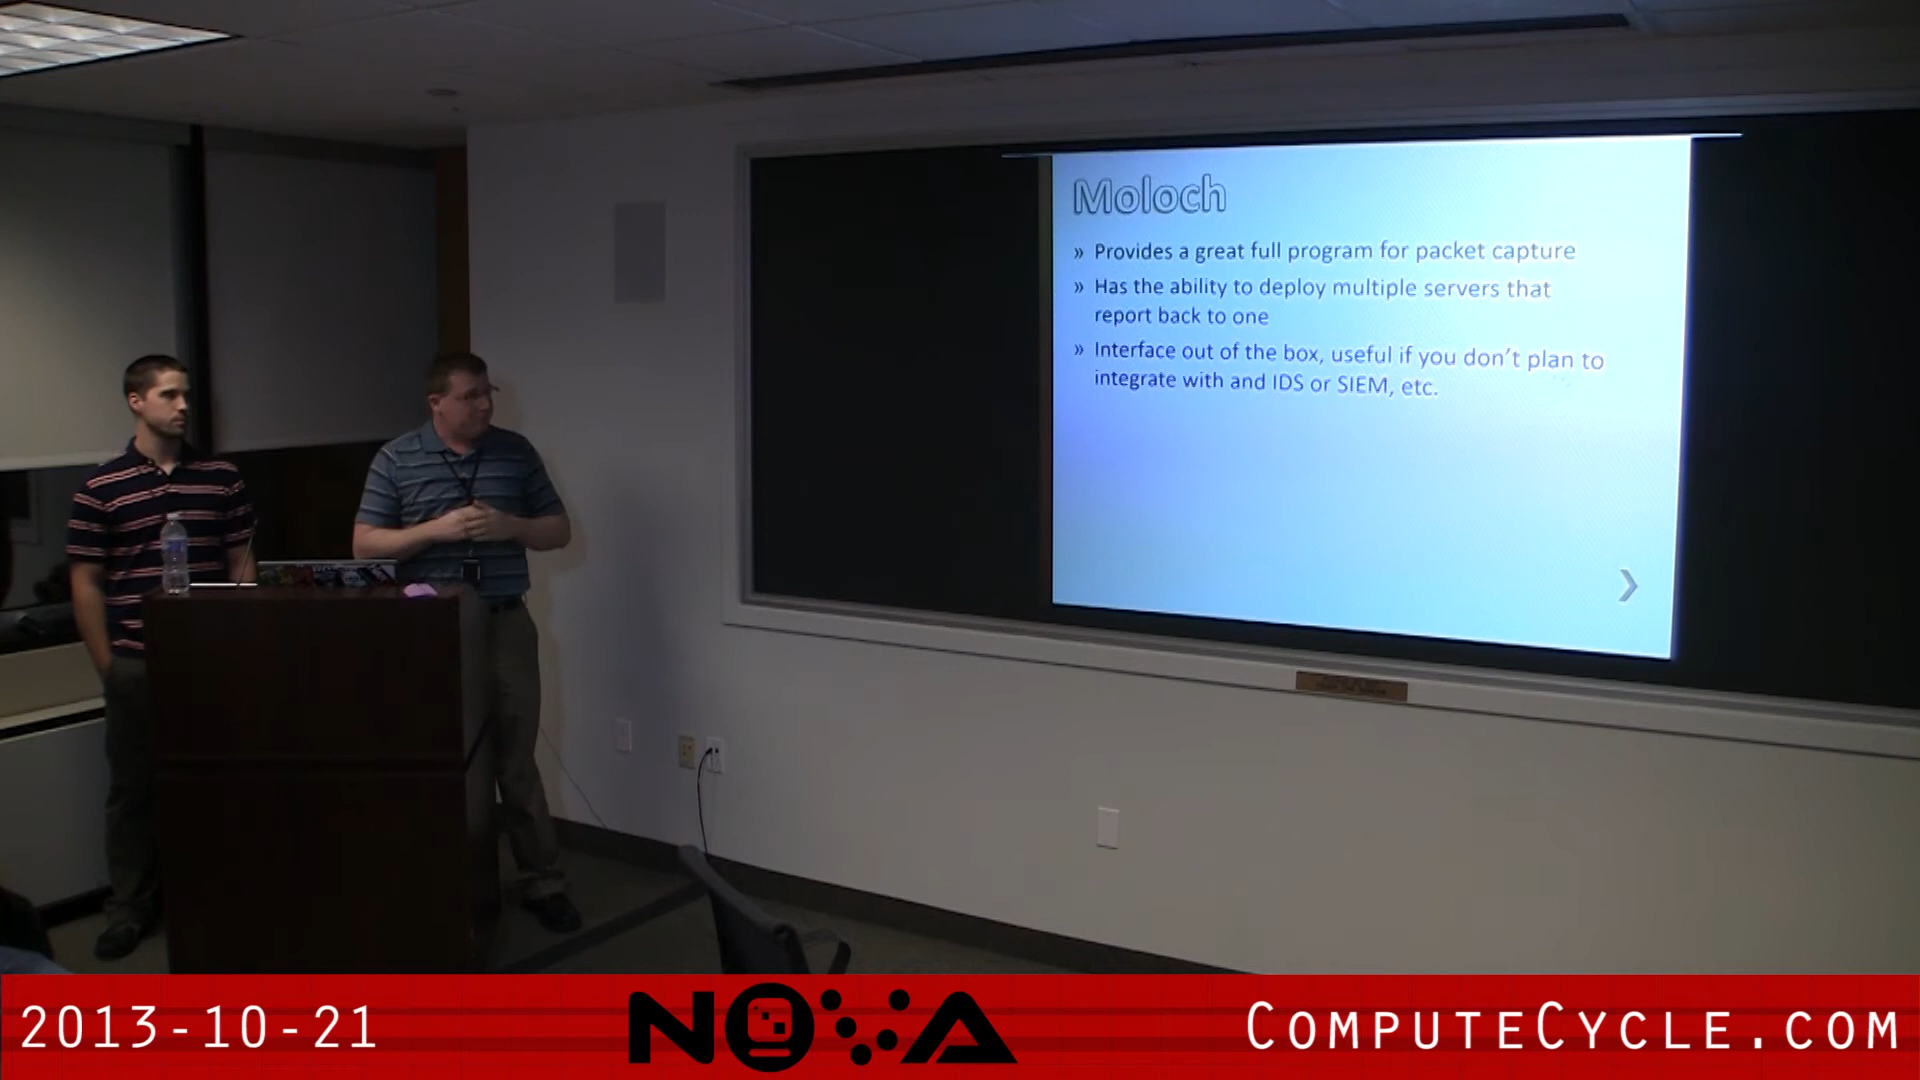 Moloch
» Provides a great full program for packet capture
» Has the ability to deploy multiple servers that
report back to one
» Interface out of the box, useful if you don't plan to
integrate with and IDS or SIEM, etc.
2013-10-21
NOVA
COMPUTECYCLE.COM